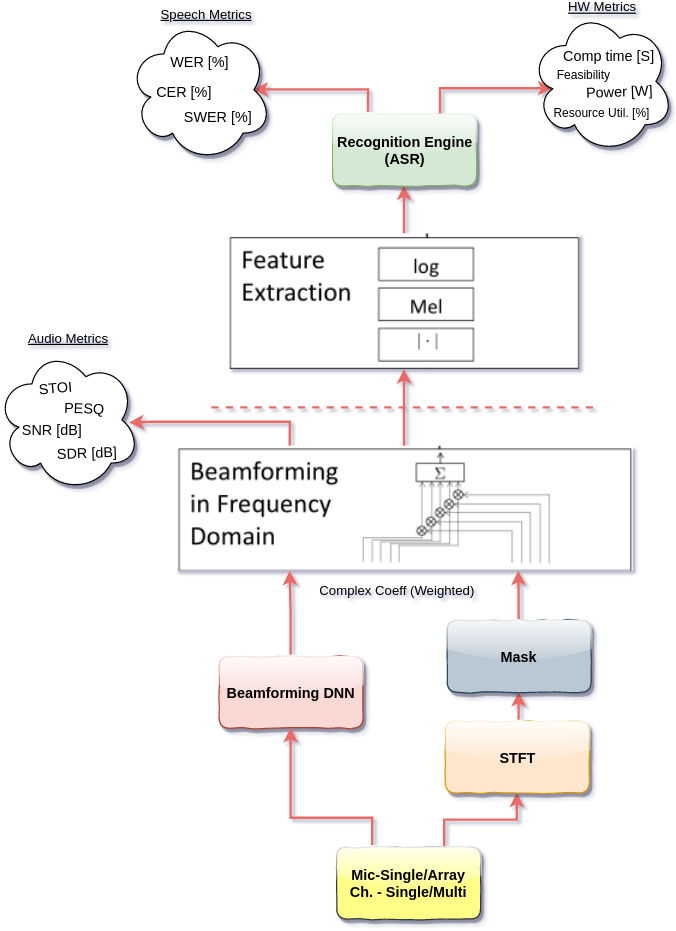 Speech Metrics
WER [%]
CER [%]
SWER [%]
HW Metrics
Comp time [S]
Feasibility
Power [W]
Resource Util. [%]
Recognition Engine
(ASR)
Feature
Extraction
log
Mel
| · |
Audio Metrics
STOI
PESQ
SNR [dB]
SDR [dB]
Beamforming
in Frequency
Domain
Σ
Complex Coeff (Weighted)
Mask
Beamforming DNN
STFT
Mic-Single/Array
Ch. - Single/Multi